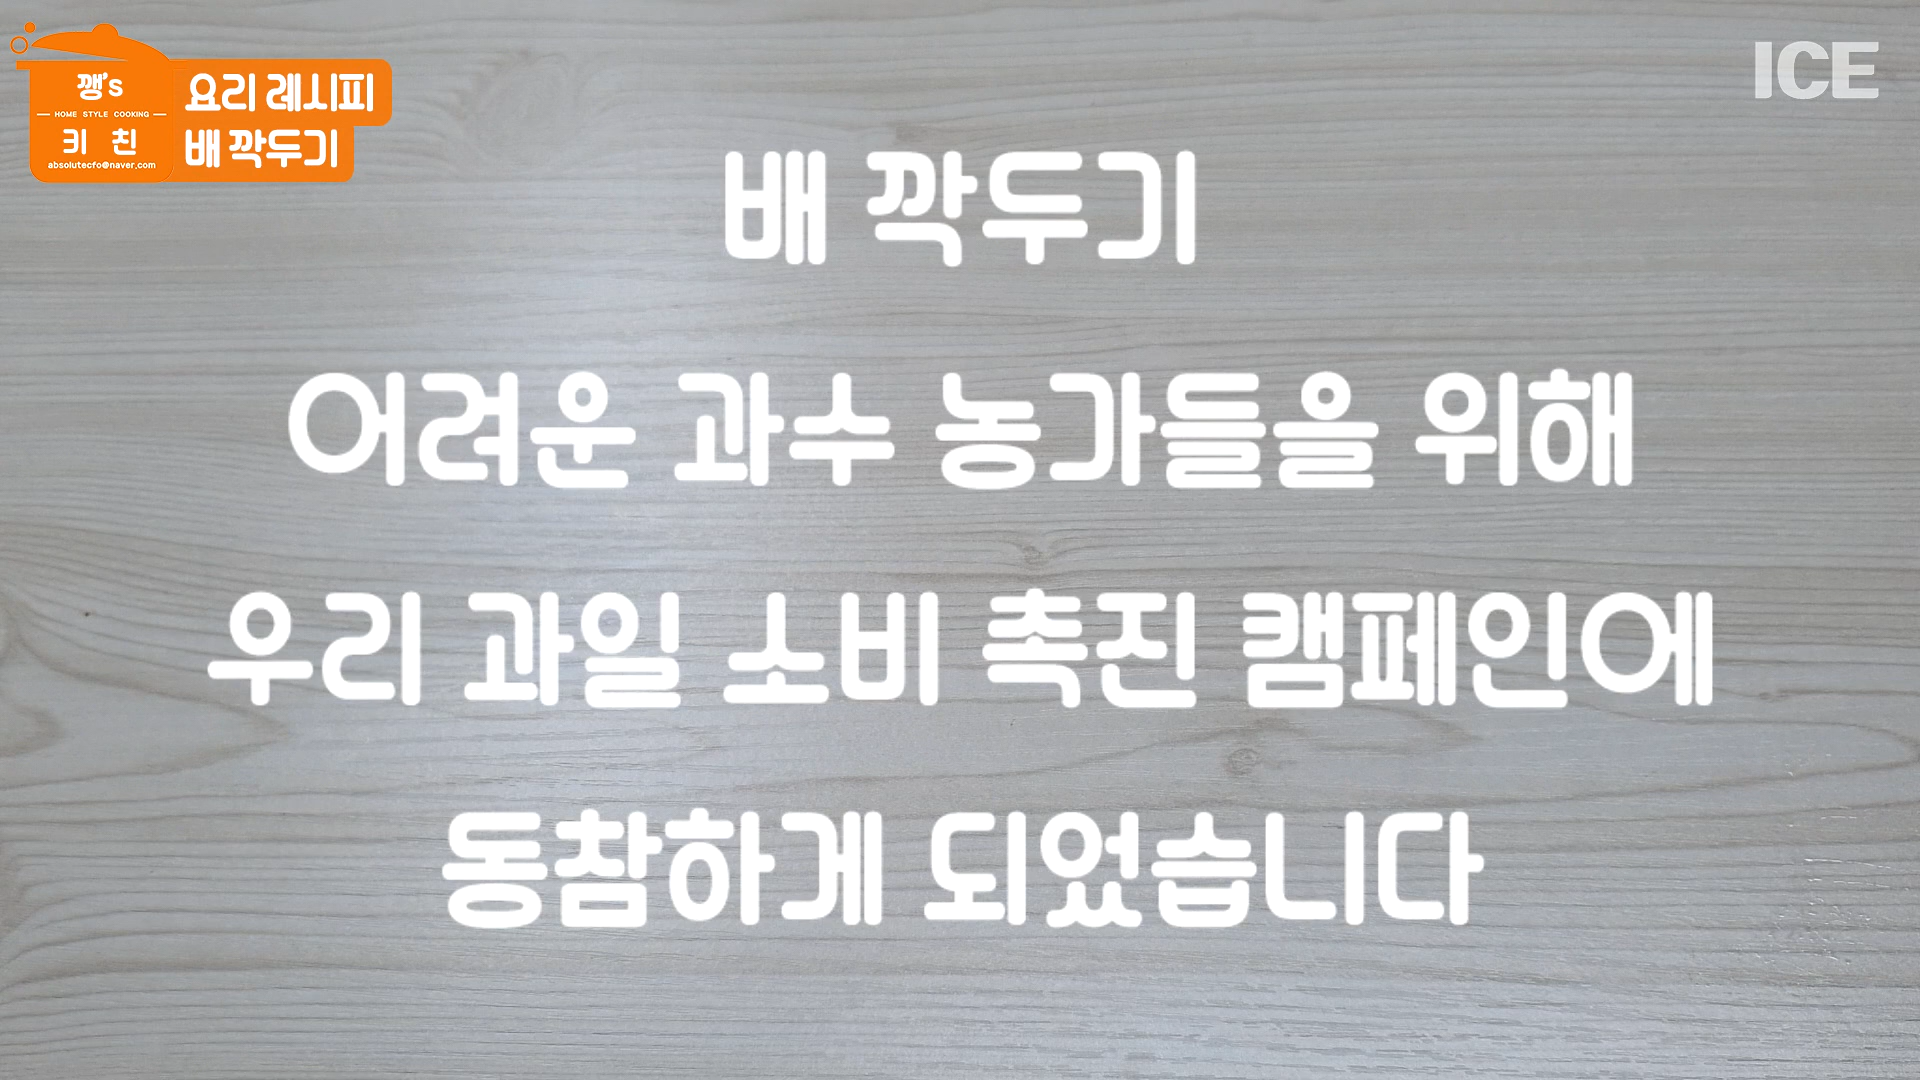 깽's
HOME STYLE COOKING
키 친
absolutecfo@naver.com
요리 레시피
배 깍두기
ICE
배 깍두기
어려운 과수 농가들을 위해
우리 과일 소비 촉진 캠페인에
동참하게 되었습니다